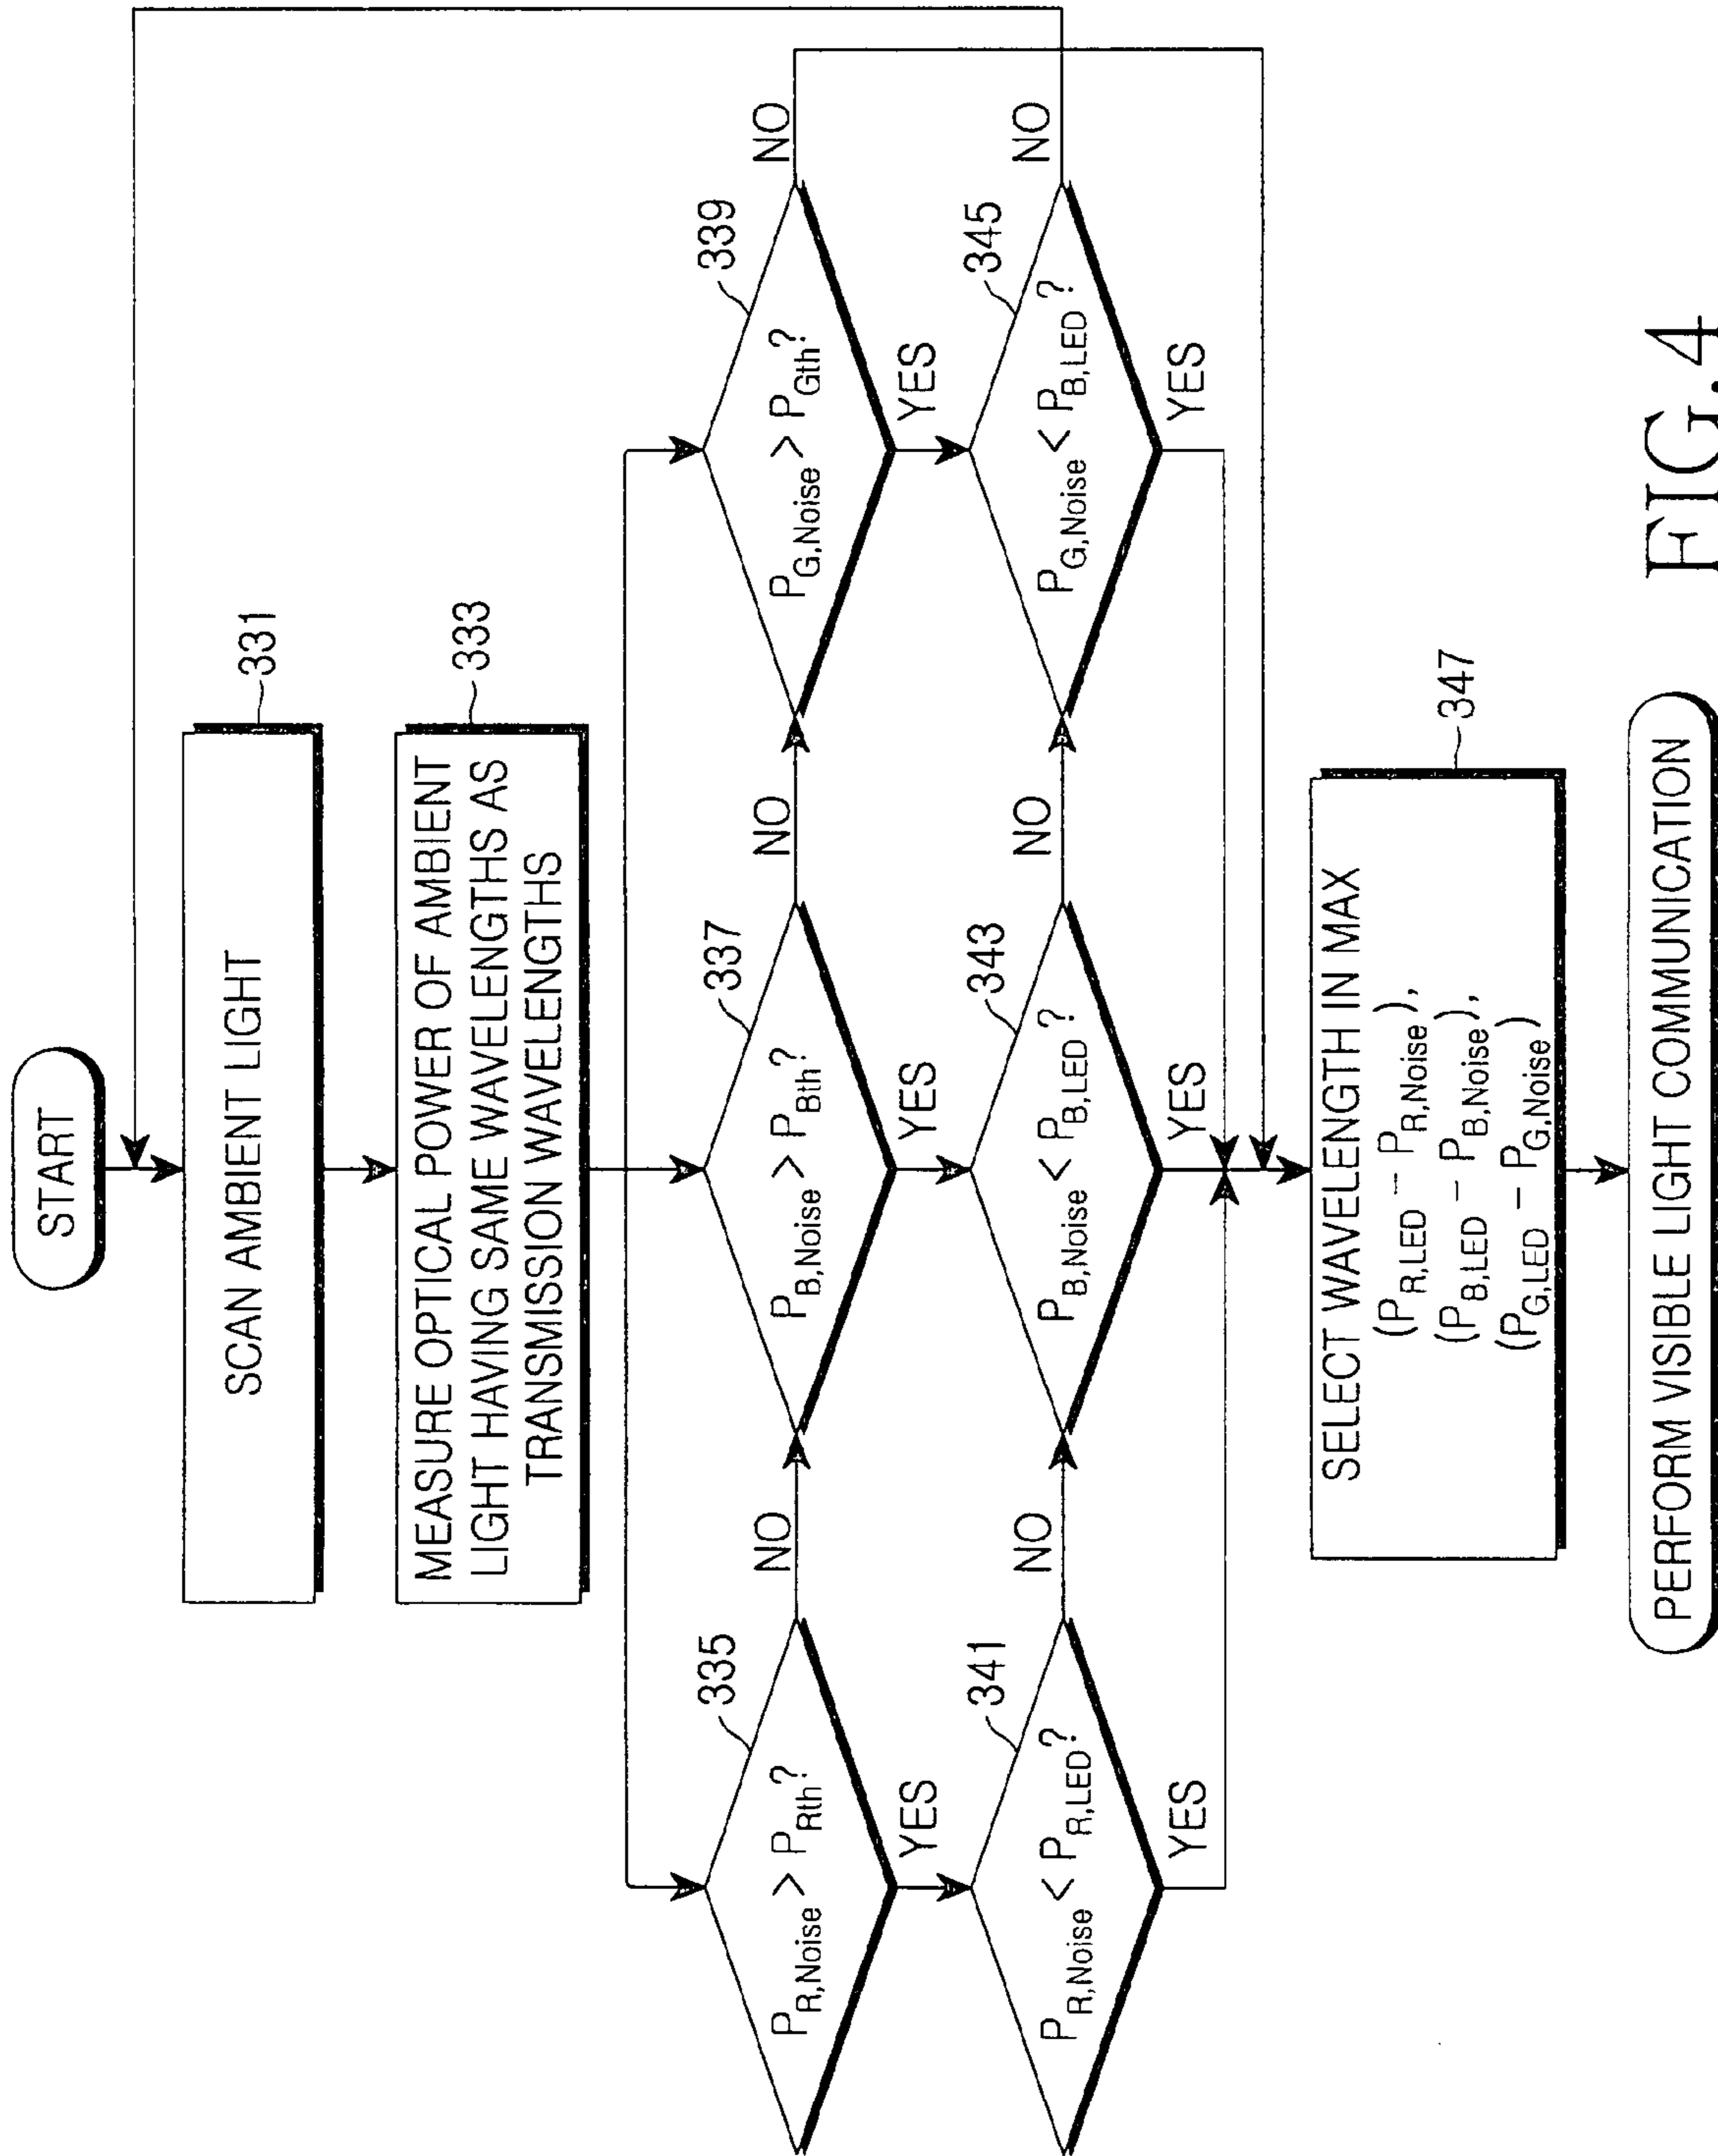 START
SCAN AMBIENT LIGHT
331
MEASURE OPTICAL POWER OF AMBIENT
LIGHT HAVING SAME WAVELENGTHS AS
TRANSMISSION WAVELENGTHS
333
335
P_R,Noise > P_Rth?
NO
YES
337
P_B,Noise > P_Bth?
NO
YES
339
P_G,Noise > P_Gth?
NO
YES
341
P_R,Noise < P_R,LED?
NO
YES
343
P_B,Noise < P_B,LED?
NO
YES
345
P_G,Noise < P_B,LED?
NO
YES
SELECT WAVELENGTH IN MAX
(P_R,LED − P_R,Noise),
(P_B,LED − P_B,Noise),
(P_G,LED − P_G,Noise)
347
PERFORM VISIBLE LIGHT COMMUNICATION
FIG.4